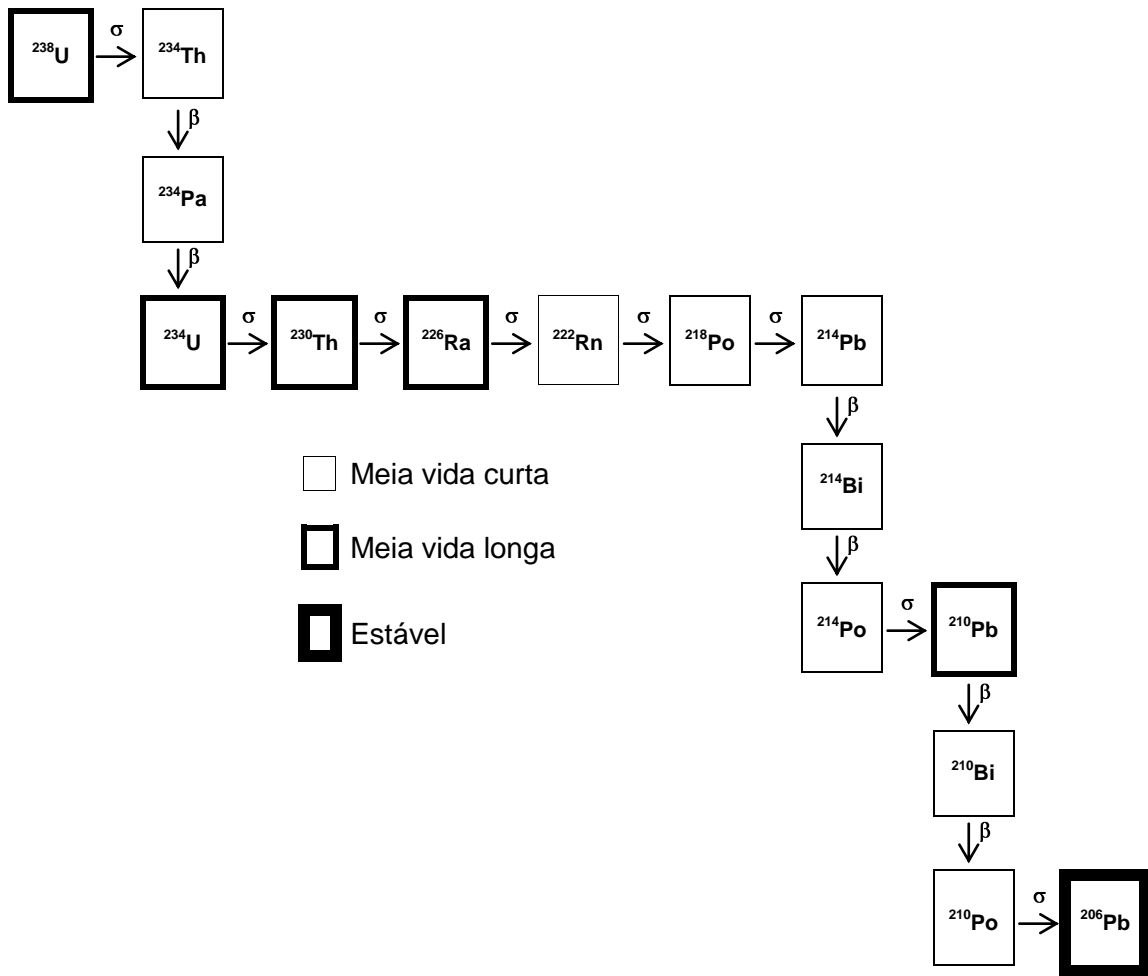 σ
²³⁸U
²³⁴Th
β
²³⁴Pa
β
σ σ σ σ σ
²³⁴U ²³⁰Th ²²⁶Ra ²²²Rn ²¹⁸Po ²¹⁴Pb
β
Meia vida curta
²¹⁴Bi
Meia vida longa
β
σ
²¹⁴Po ²¹⁰Pb
Estável
β
²¹⁰Bi
β
σ
²¹⁰Po ²⁰⁶Pb